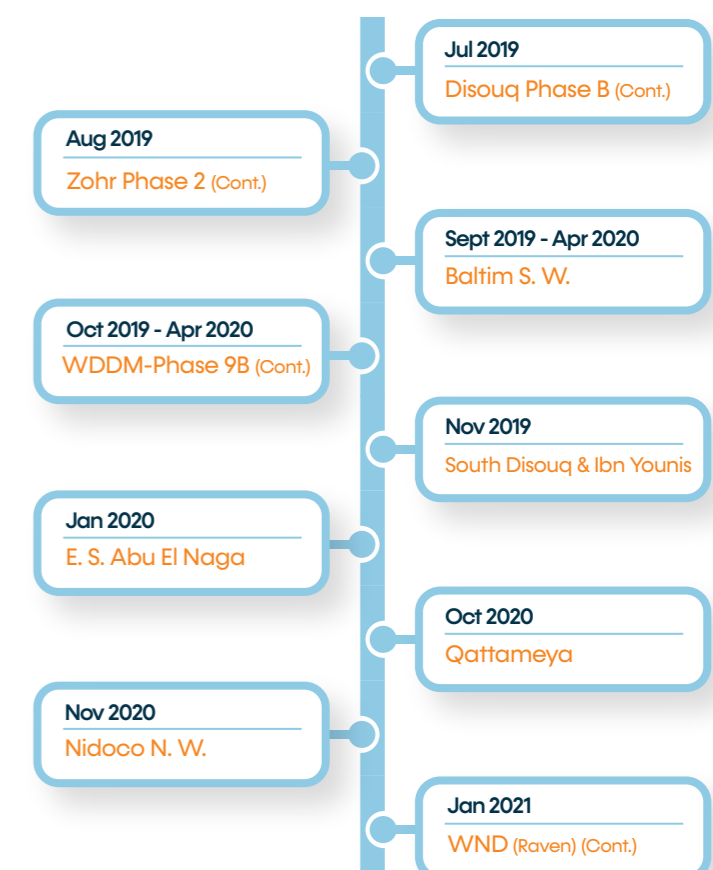 Jul 2019
Disouq Phase B (Cont.)
Aug 2019
Zohr Phase 2 (Cont.)
Sept 2019 - Apr 2020
Baltim S. W.
Oct 2019 - Apr 2020
WDDM-Phase 9B (Cont.)
Nov 2019
South Disouq & Ibn Younis
Jan 2020
E. S. Abu El Naga
Oct 2020
Qattameya
Nov 2020
Nidoco N. W.
Jan 2021
WND (Raven) (Cont.)